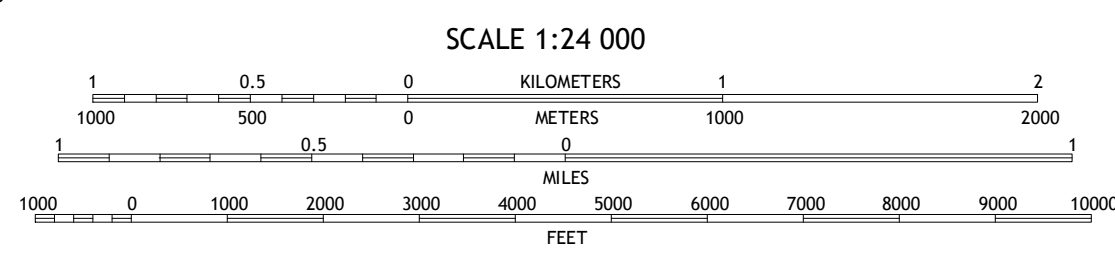 SCALE 1:24 000
1 0.5 0 KILOMETERS 1 2
1000 500 0 METERS 1000 2000
1 0.5 0 1
MILES
1000 0 1000 2000 3000 4000 5000 6000 7000 8000 9000 10000
FEET